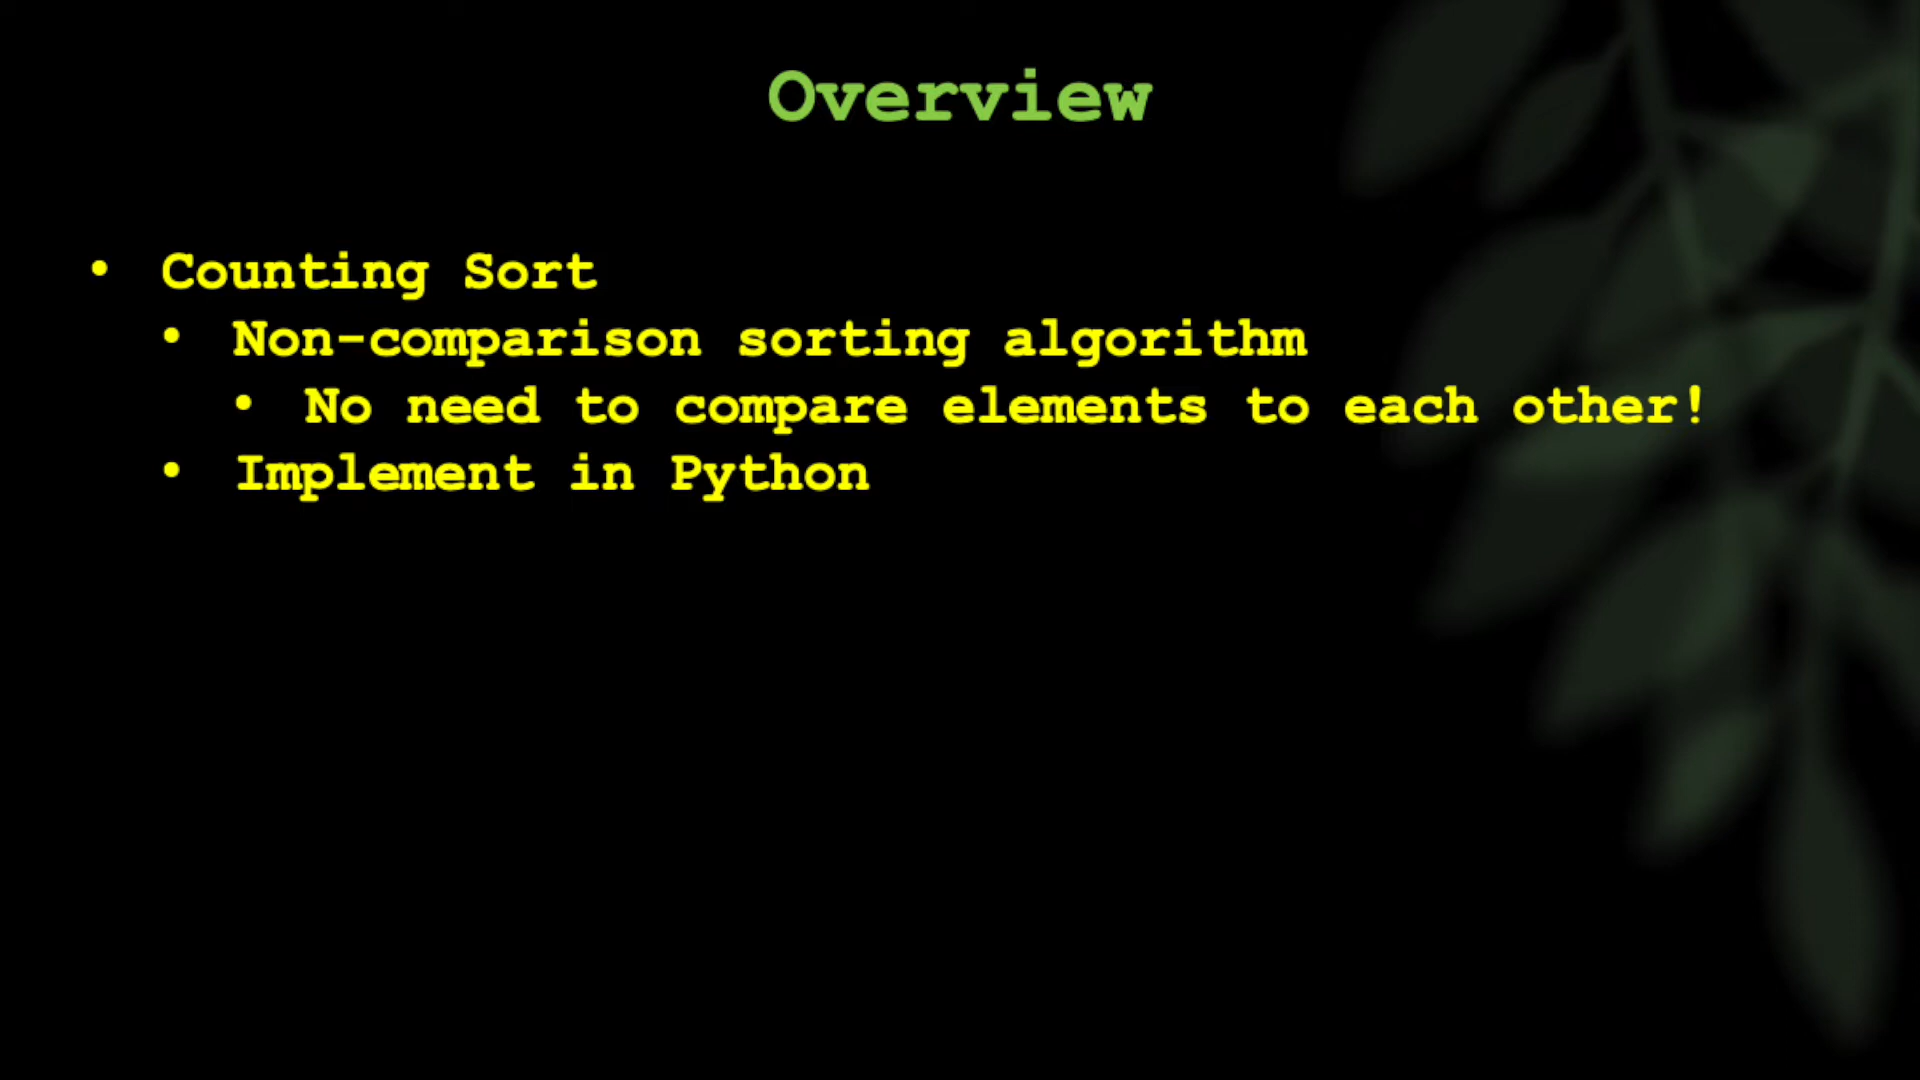 Overview
• Counting Sort
• Non-comparison sorting algorithm
• No need to compare elements to each other!
• Implement in Python